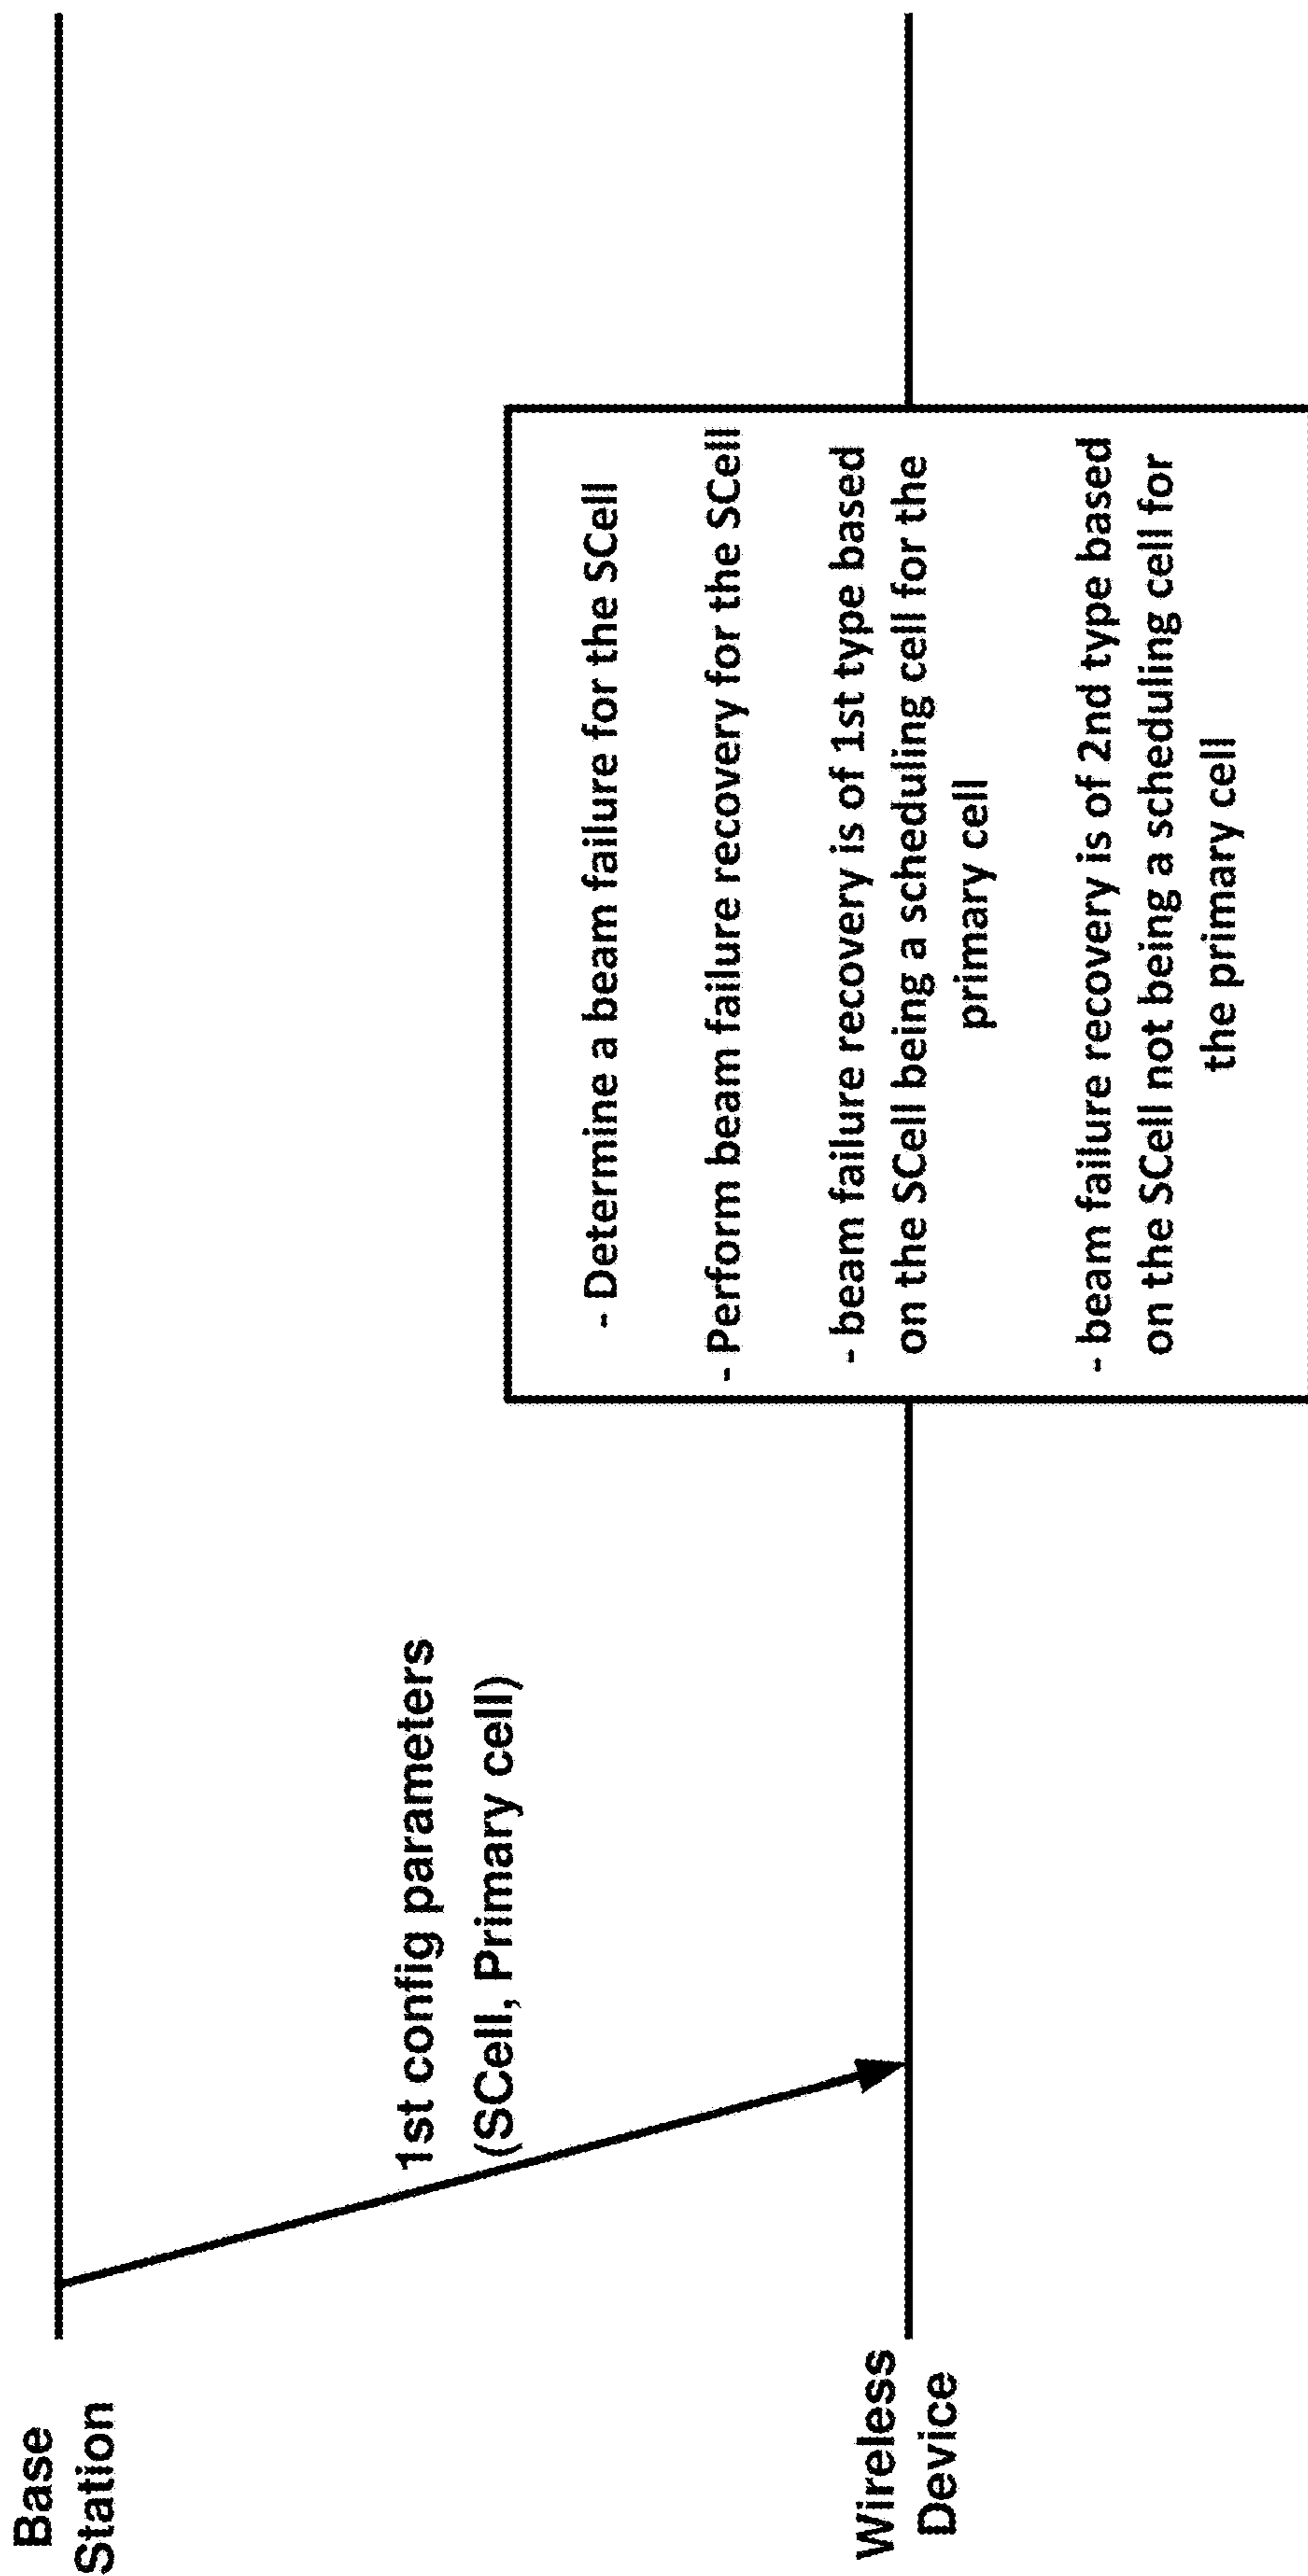 Base
Station
1st config parameters
(SCell, Primary cell)
- Determine a beam failure for the SCell
- Perform beam failure recovery for the SCell
- beam failure recovery is of 1st type based
on the SCell being a scheduling cell for the
primary cell
- beam failure recovery is of 2nd type based
on the SCell not being a scheduling cell for
the primary cell
Wireless
Device